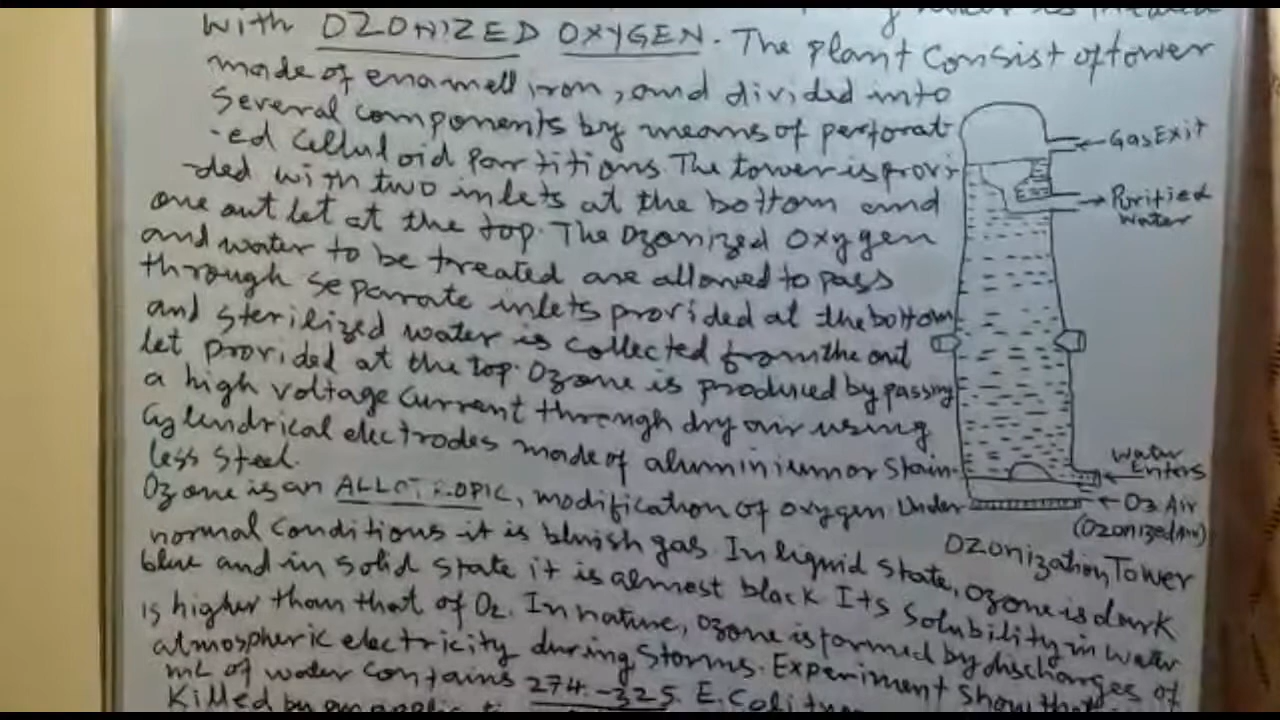 with OZONIZED OXYGEN. The plant Consist of tower
made of enamell iron, and divided into
Several components by means of perforat
-ed Celluloid Partitions. The tower is provi
-ded with two inlets at the bottom and
one out let at the top. The Ozonized Oxygen
and water to be treated are allowed to pass
through separate inlets provided at the bottom
and sterilized water is collected from the out
let provided at the top. Ozone is produced by passing
a high voltage current through dry air using
Cylendrical electrodes made of aluminium or Stain-
less steel.
Ozone is an ALLOTROPIC, modification of oxygen. Under
normal Conditions it is bluish gas. In liquid state, ozone is dark
blue and in solid state it is almost black Its Solubility in water
is higher than that of O2. In nature, Ozone is formed by discharges of
atmospheric electricity during Storms. Experiment show that
mL of water contains 274-325 E. Coli
Killed by an
Gas Exit
Purified
Water
Water
Enters
O3 Air
(Ozonized Air)
Ozonization Tower